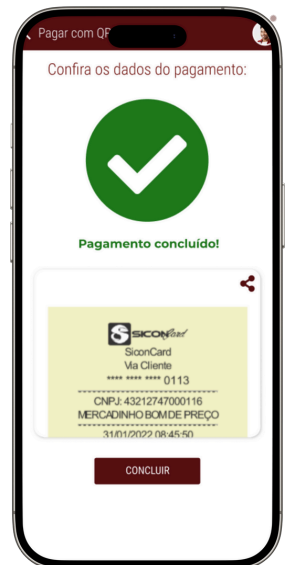 Pagar com QR
Confira os dados do pagamento:
Pagamento concluído!
SICONCard
SiconCard
Via Cliente
**** **** **** 0113
CNPJ: 43212747000116
MERCADINHO BOM DE PREÇO
31/01/2022 08:45:50
CONCLUIR